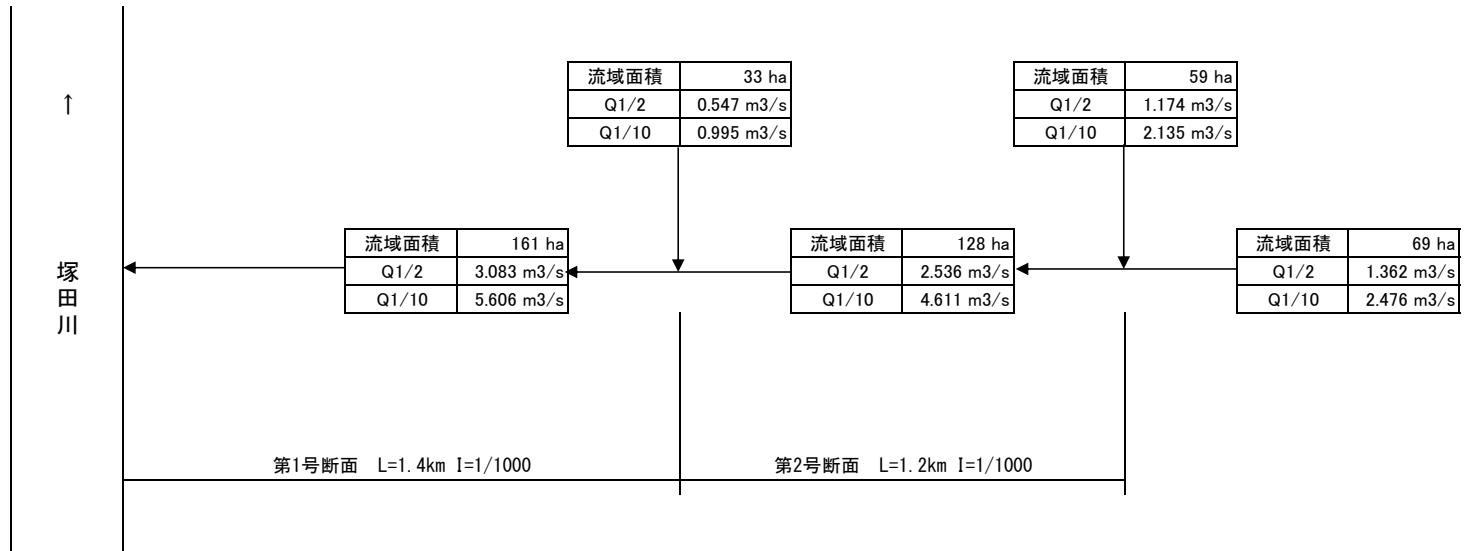 流域面積 33 ha
Q1/2 0.547 m3/s
Q1/10 0.995 m3/s
流域面積 59 ha
Q1/2 1.174 m3/s
Q1/10 2.135 m3/s
↑
塚田川
流域面積 161 ha
Q1/2 3.083 m3/s
Q1/10 5.606 m3/s
流域面積 128 ha
Q1/2 2.536 m3/s
Q1/10 4.611 m3/s
流域面積 69 ha
Q1/2 1.362 m3/s
Q1/10 2.476 m3/s
第1号断面 L=1.4km I=1/1000
第2号断面 L=1.2km I=1/1000